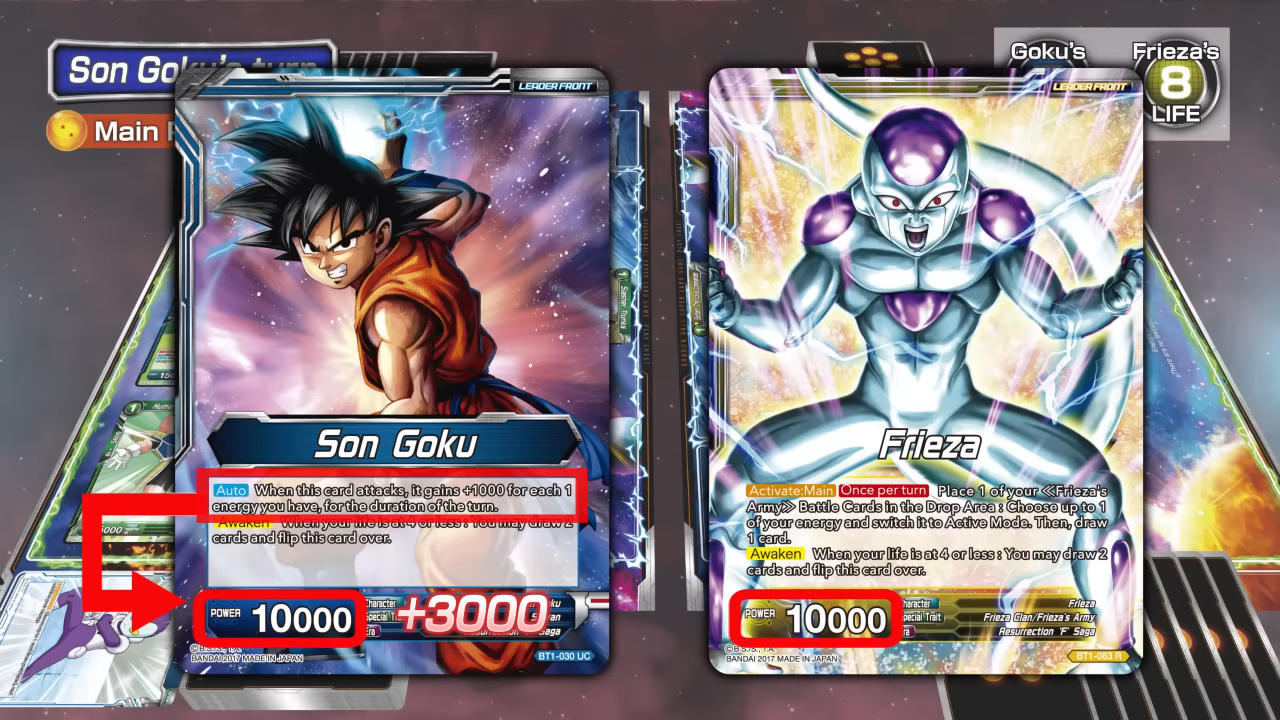 Son Goku's turn
Main
Goku's
Frieza's
8
LIFE
LEADER FRONT
Son Goku
Auto When this card attacks, it gains +1000 for each 1
energy you have, for the duration of the turn.
Awaken When your life is at 4 or less : You may draw 2
cards and flip this card over.
POWER 10000
+3000
Character
Special Trait
Era
Saga
BANDAI 2017 MADE IN JAPAN
BT1-030 UC
LEADER FRONT
Frieza
Activate:Main Once per turn Place 1 of your ≪Frieza's
Army≫ Battle Cards in the Drop Area : Choose up to 1
of your energy and switch it to Active Mode. Then, draw
1 card.
Awaken When your life is at 4 or less : You may draw 2
cards and flip this card over.
POWER 10000
Character Frieza
Special Trait Frieza Clan/Frieza's Army
Era Resurrection 'F' Saga
©B.S./S., T.A.
BANDAI 2017 MADE IN JAPAN
BT1-083 R